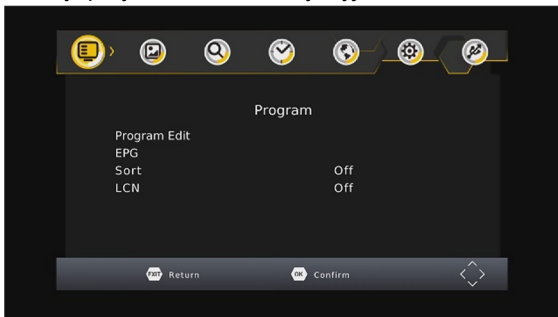 Program
Program Edit
EPG
Sort Off
LCN Off
EXIT Return OK Confirm